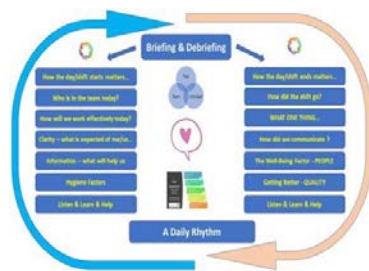 Briefing & Debriefing
How the day/shift starts matters...
Who is in the team today?
How will we work effectively today?
Clarity – what is expected of me/us...
Information – what will help us
Hygiene Factors
Listen & Learn & Help
How the day/shift ends matters...
How did the shift go?
WHAT ONE THING...
How did we communicate ?
The Well-Being Factor - PEOPLE
Getting Better - QUALITY
Listen & Learn & Help
A Daily Rhythm